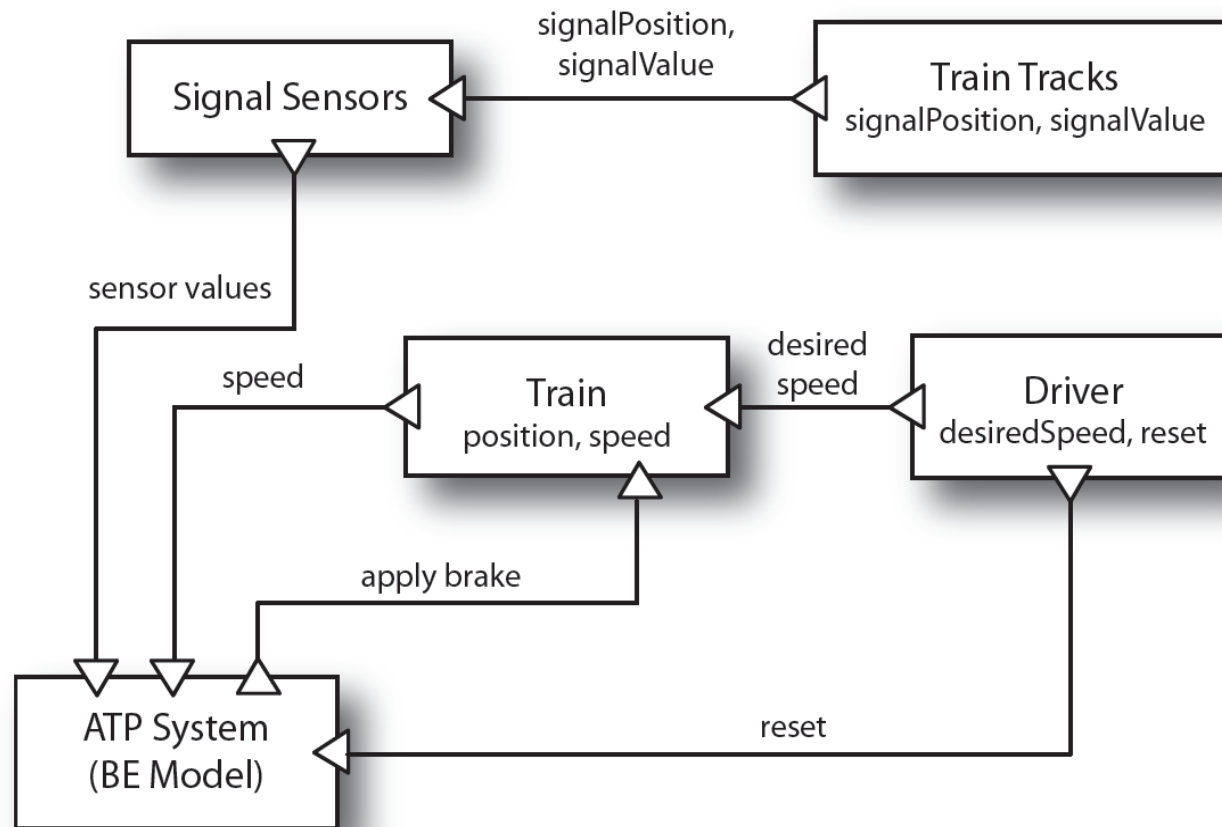 signalPosition,
signalValue
Signal Sensors
Train Tracks
signalPosition, signalValue
sensor values
speed
Train
position, speed
desired
speed
Driver
desiredSpeed, reset
apply brake
ATP System
(BE Model)
reset